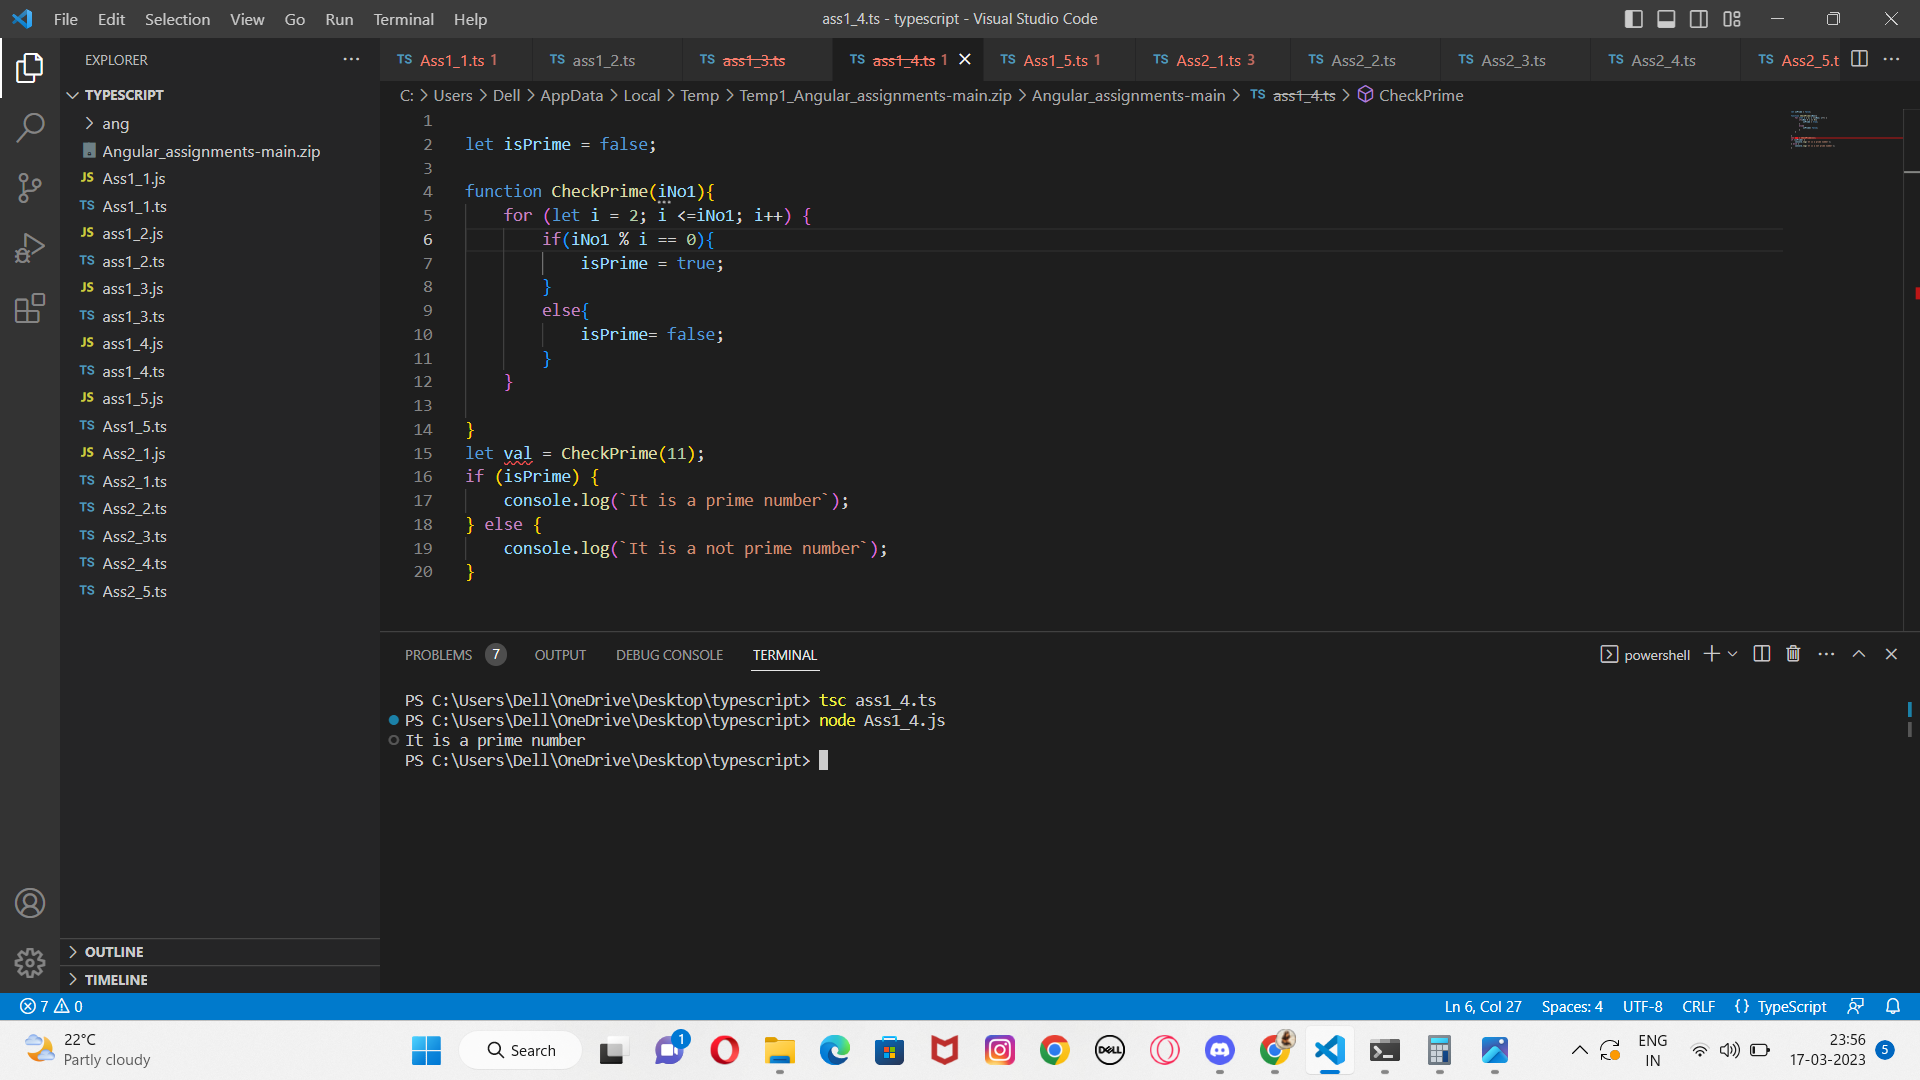 File Edit Selection View Go Run Terminal Help
ass1_4.ts - typescript - Visual Studio Code
EXPLORER
TS Ass1_1.ts 1 TS ass1_2.ts TS ass1_3.ts TS ass1_4.ts 1 TS Ass1_5.ts 1 TS Ass2_1.ts 3 TS Ass2_2.ts TS Ass2_3.ts TS Ass2_4.ts TS Ass2_5.t
C: > Users > Dell > AppData > Local > Temp > Temp1_Angular_assignments-main.zip > Angular_assignments-main > TS ass1_4.ts > CheckPrime
TYPESCRIPT
ang
Angular_assignments-main.zip
JS Ass1_1.js
TS Ass1_1.ts
JS ass1_2.js
TS ass1_2.ts
JS ass1_3.js
TS ass1_3.ts
JS ass1_4.js
TS ass1_4.ts
JS ass1_5.js
TS Ass1_5.ts
JS Ass2_1.js
TS Ass2_1.ts
TS Ass2_2.ts
TS Ass2_3.ts
TS Ass2_4.ts
TS Ass2_5.ts
OUTLINE
TIMELINE
1
2 let isPrime = false;
3
4 function CheckPrime(iNo1){
5 for (let i = 2; i <=iNo1; i++) {
6 if(iNo1 % i == 0){
7 isPrime = true;
8 }
9 else{
10 isPrime= false;
11 }
12 }
13
14 }
15 let val = CheckPrime(11);
16 if (isPrime) {
17 console.log(`It is a prime number`);
18 } else {
19 console.log(`It is a not prime number`);
20 }
PROBLEMS 7 OUTPUT DEBUG CONSOLE TERMINAL
powershell
PS C:\Users\Dell\OneDrive\Desktop\typescript> tsc ass1_4.ts
PS C:\Users\Dell\OneDrive\Desktop\typescript> node Ass1_4.js
It is a prime number
PS C:\Users\Dell\OneDrive\Desktop\typescript>
7 0
Ln 6, Col 27 Spaces: 4 UTF-8 CRLF {} TypeScript
22°C
Partly cloudy
Search
1
DELL
ENG
IN
23:56
17-03-2023
5